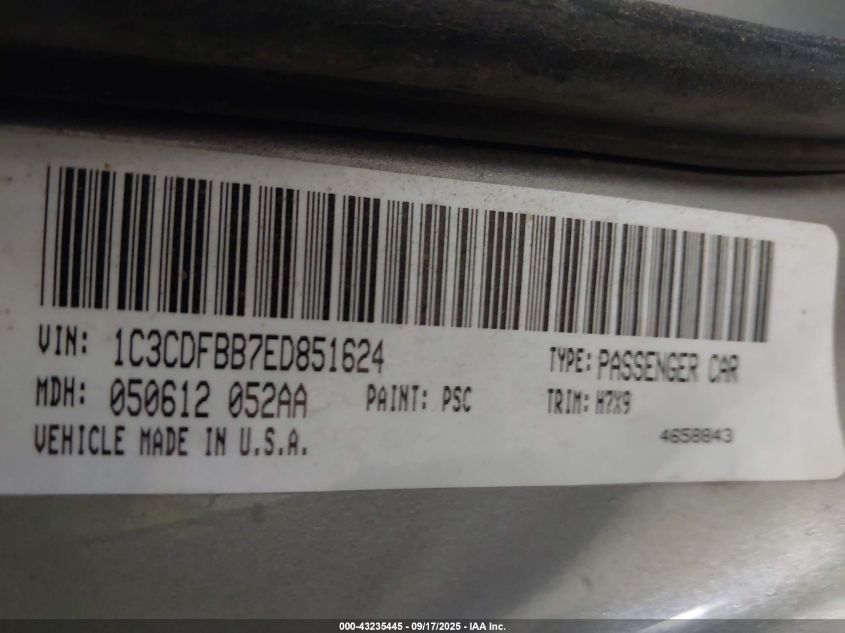 VIN: 1C3CDFBB7ED851624 TYPE: PASSENGER CAR
MDH: 050612 052AA PAINT: PSC TRIM: H7X9
VEHICLE MADE IN U.S.A. 4658843
000-43235445 - 09/17/2025 - IAA Inc.